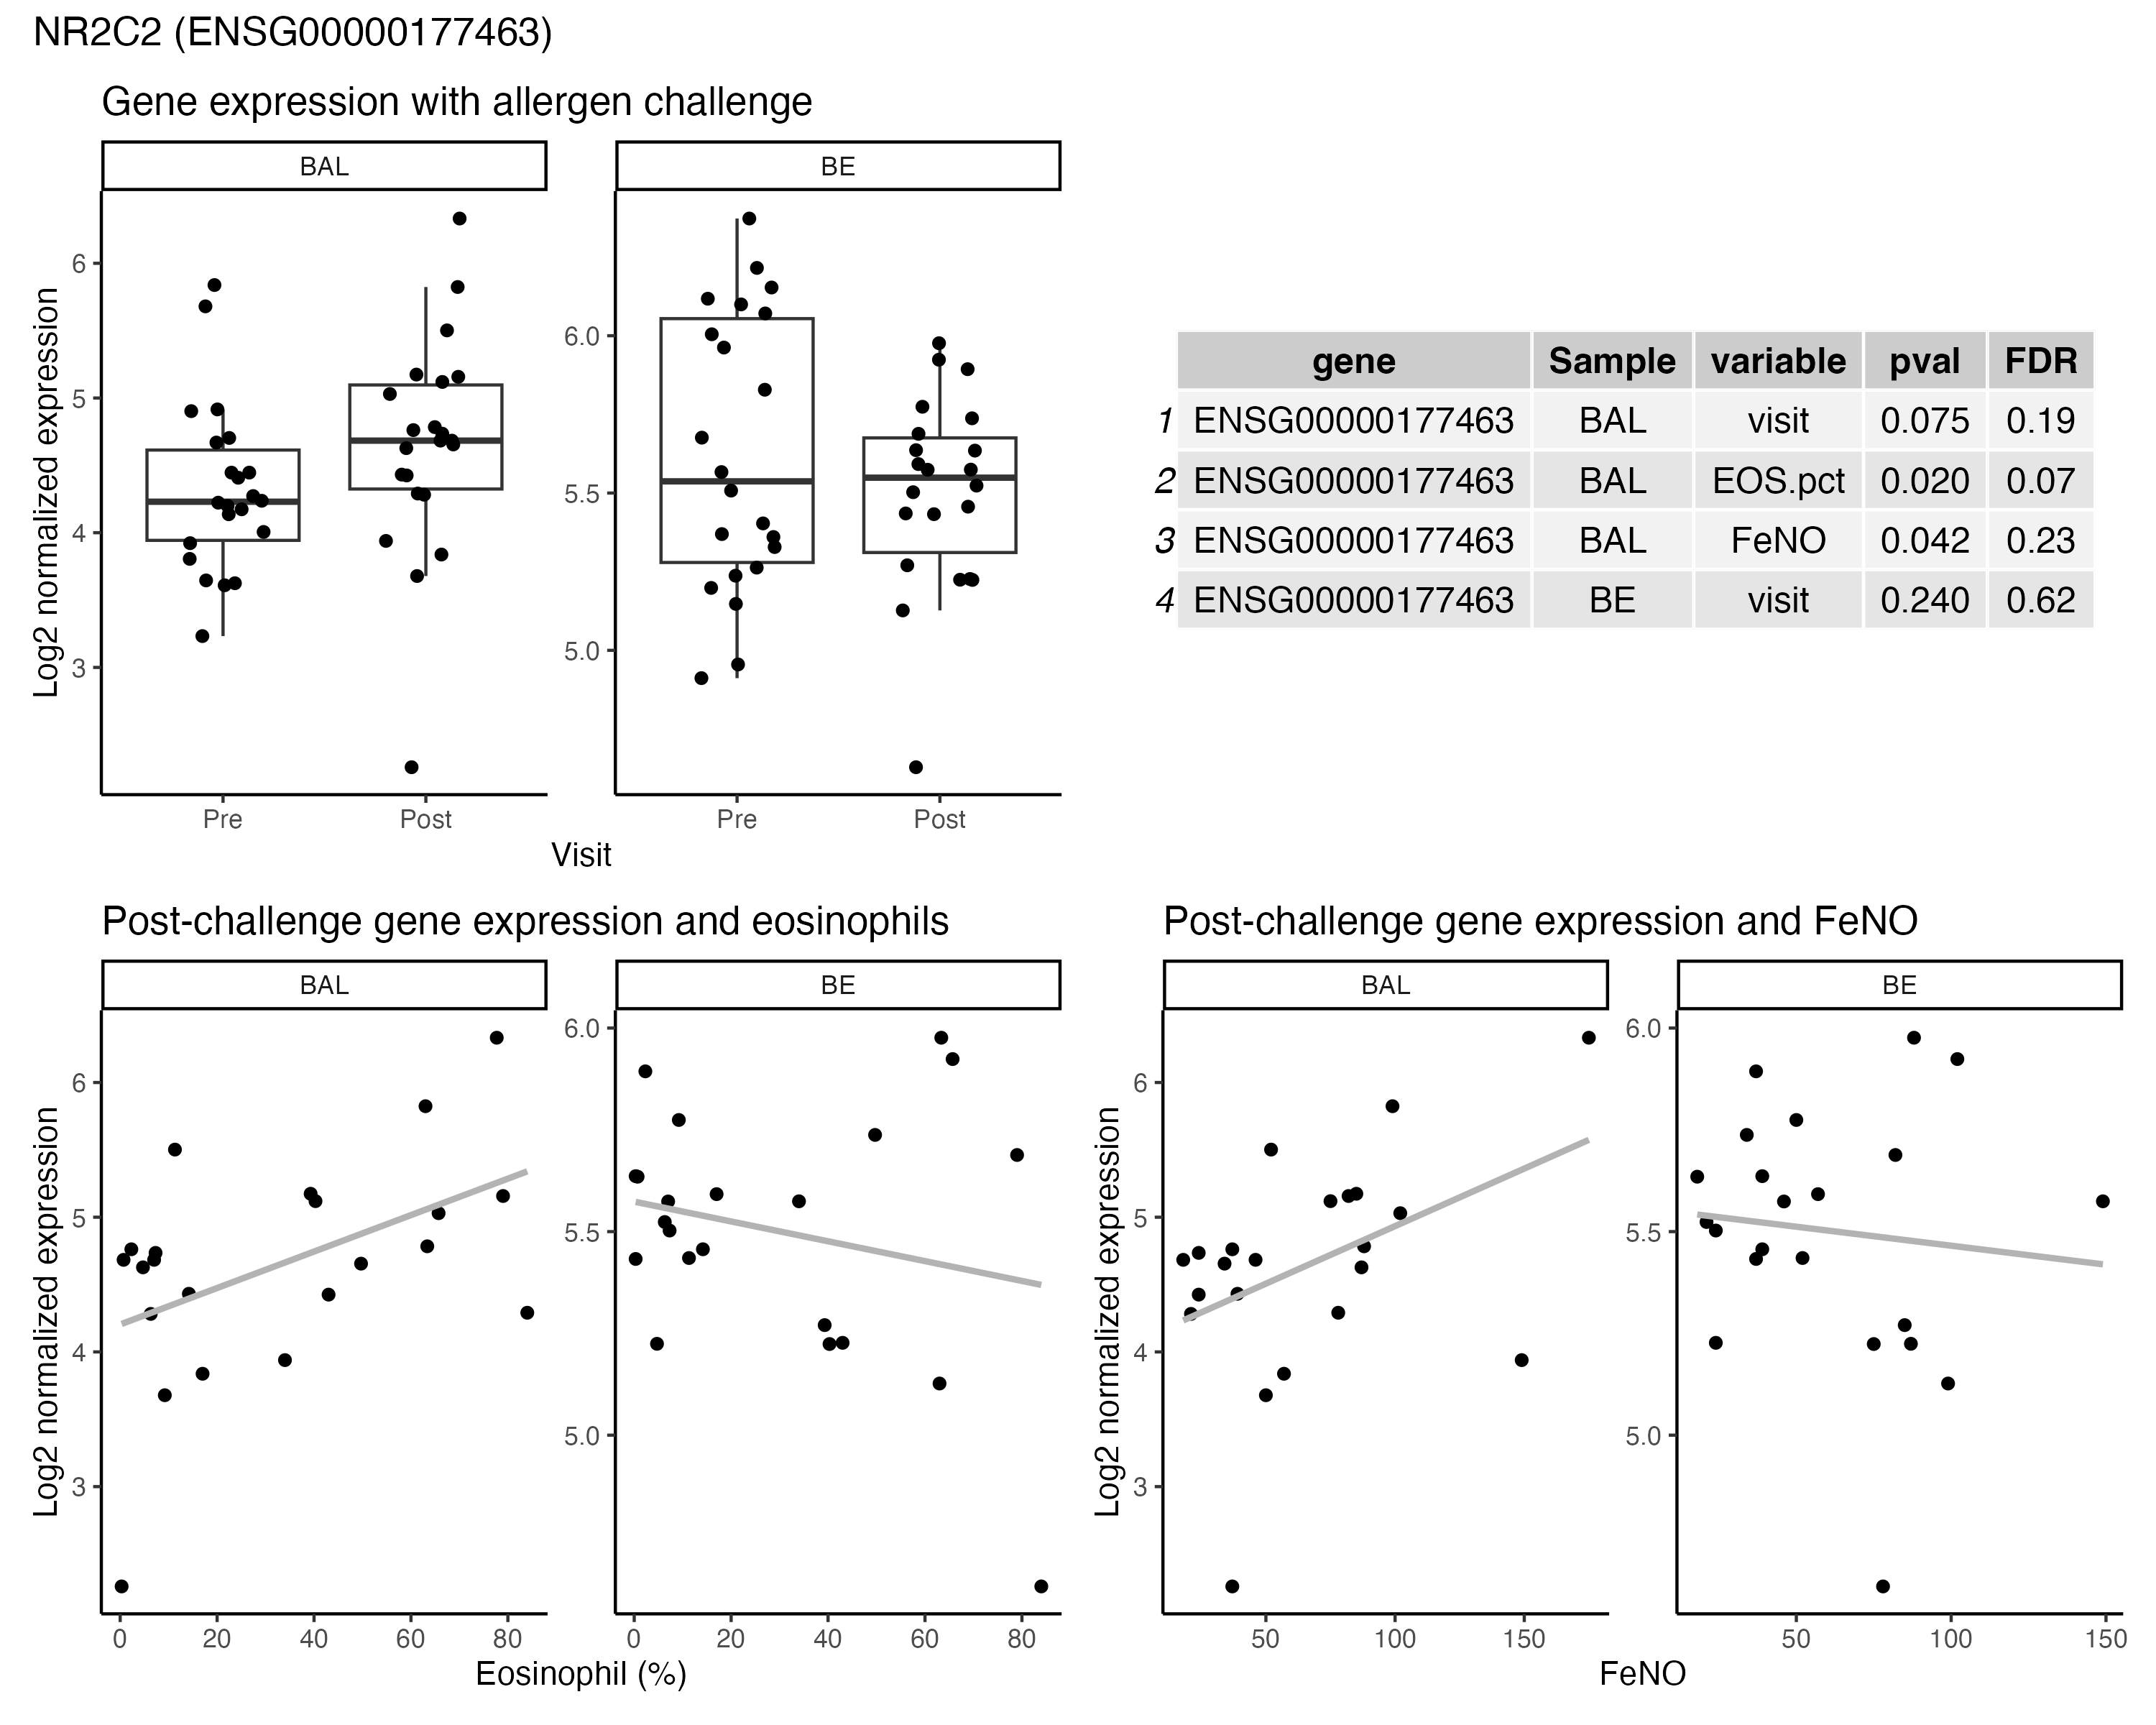 NR2C2 (ENSG00000177463)
Gene expression with allergen challenge
BAL
BE
Log2 normalized expression
6
5
4
3
6.0
5.5
5.0
Pre
Post
Pre
Post
Visit
gene Sample variable pval FDR
1 ENSG00000177463 BAL visit 0.075 0.19
2 ENSG00000177463 BAL EOS.pct 0.020 0.07
3 ENSG00000177463 BAL FeNO 0.042 0.23
4 ENSG00000177463 BE visit 0.240 0.62
Post-challenge gene expression and eosinophils
BAL
BE
Log2 normalized expression
6
5
4
3
6.0
5.5
5.0
0 20 40 60 80
0 20 40 60 80
Eosinophil (%)
Post-challenge gene expression and FeNO
BAL
BE
Log2 normalized expression
6
5
4
3
6.0
5.5
5.0
50 100 150
50 100 150
FeNO